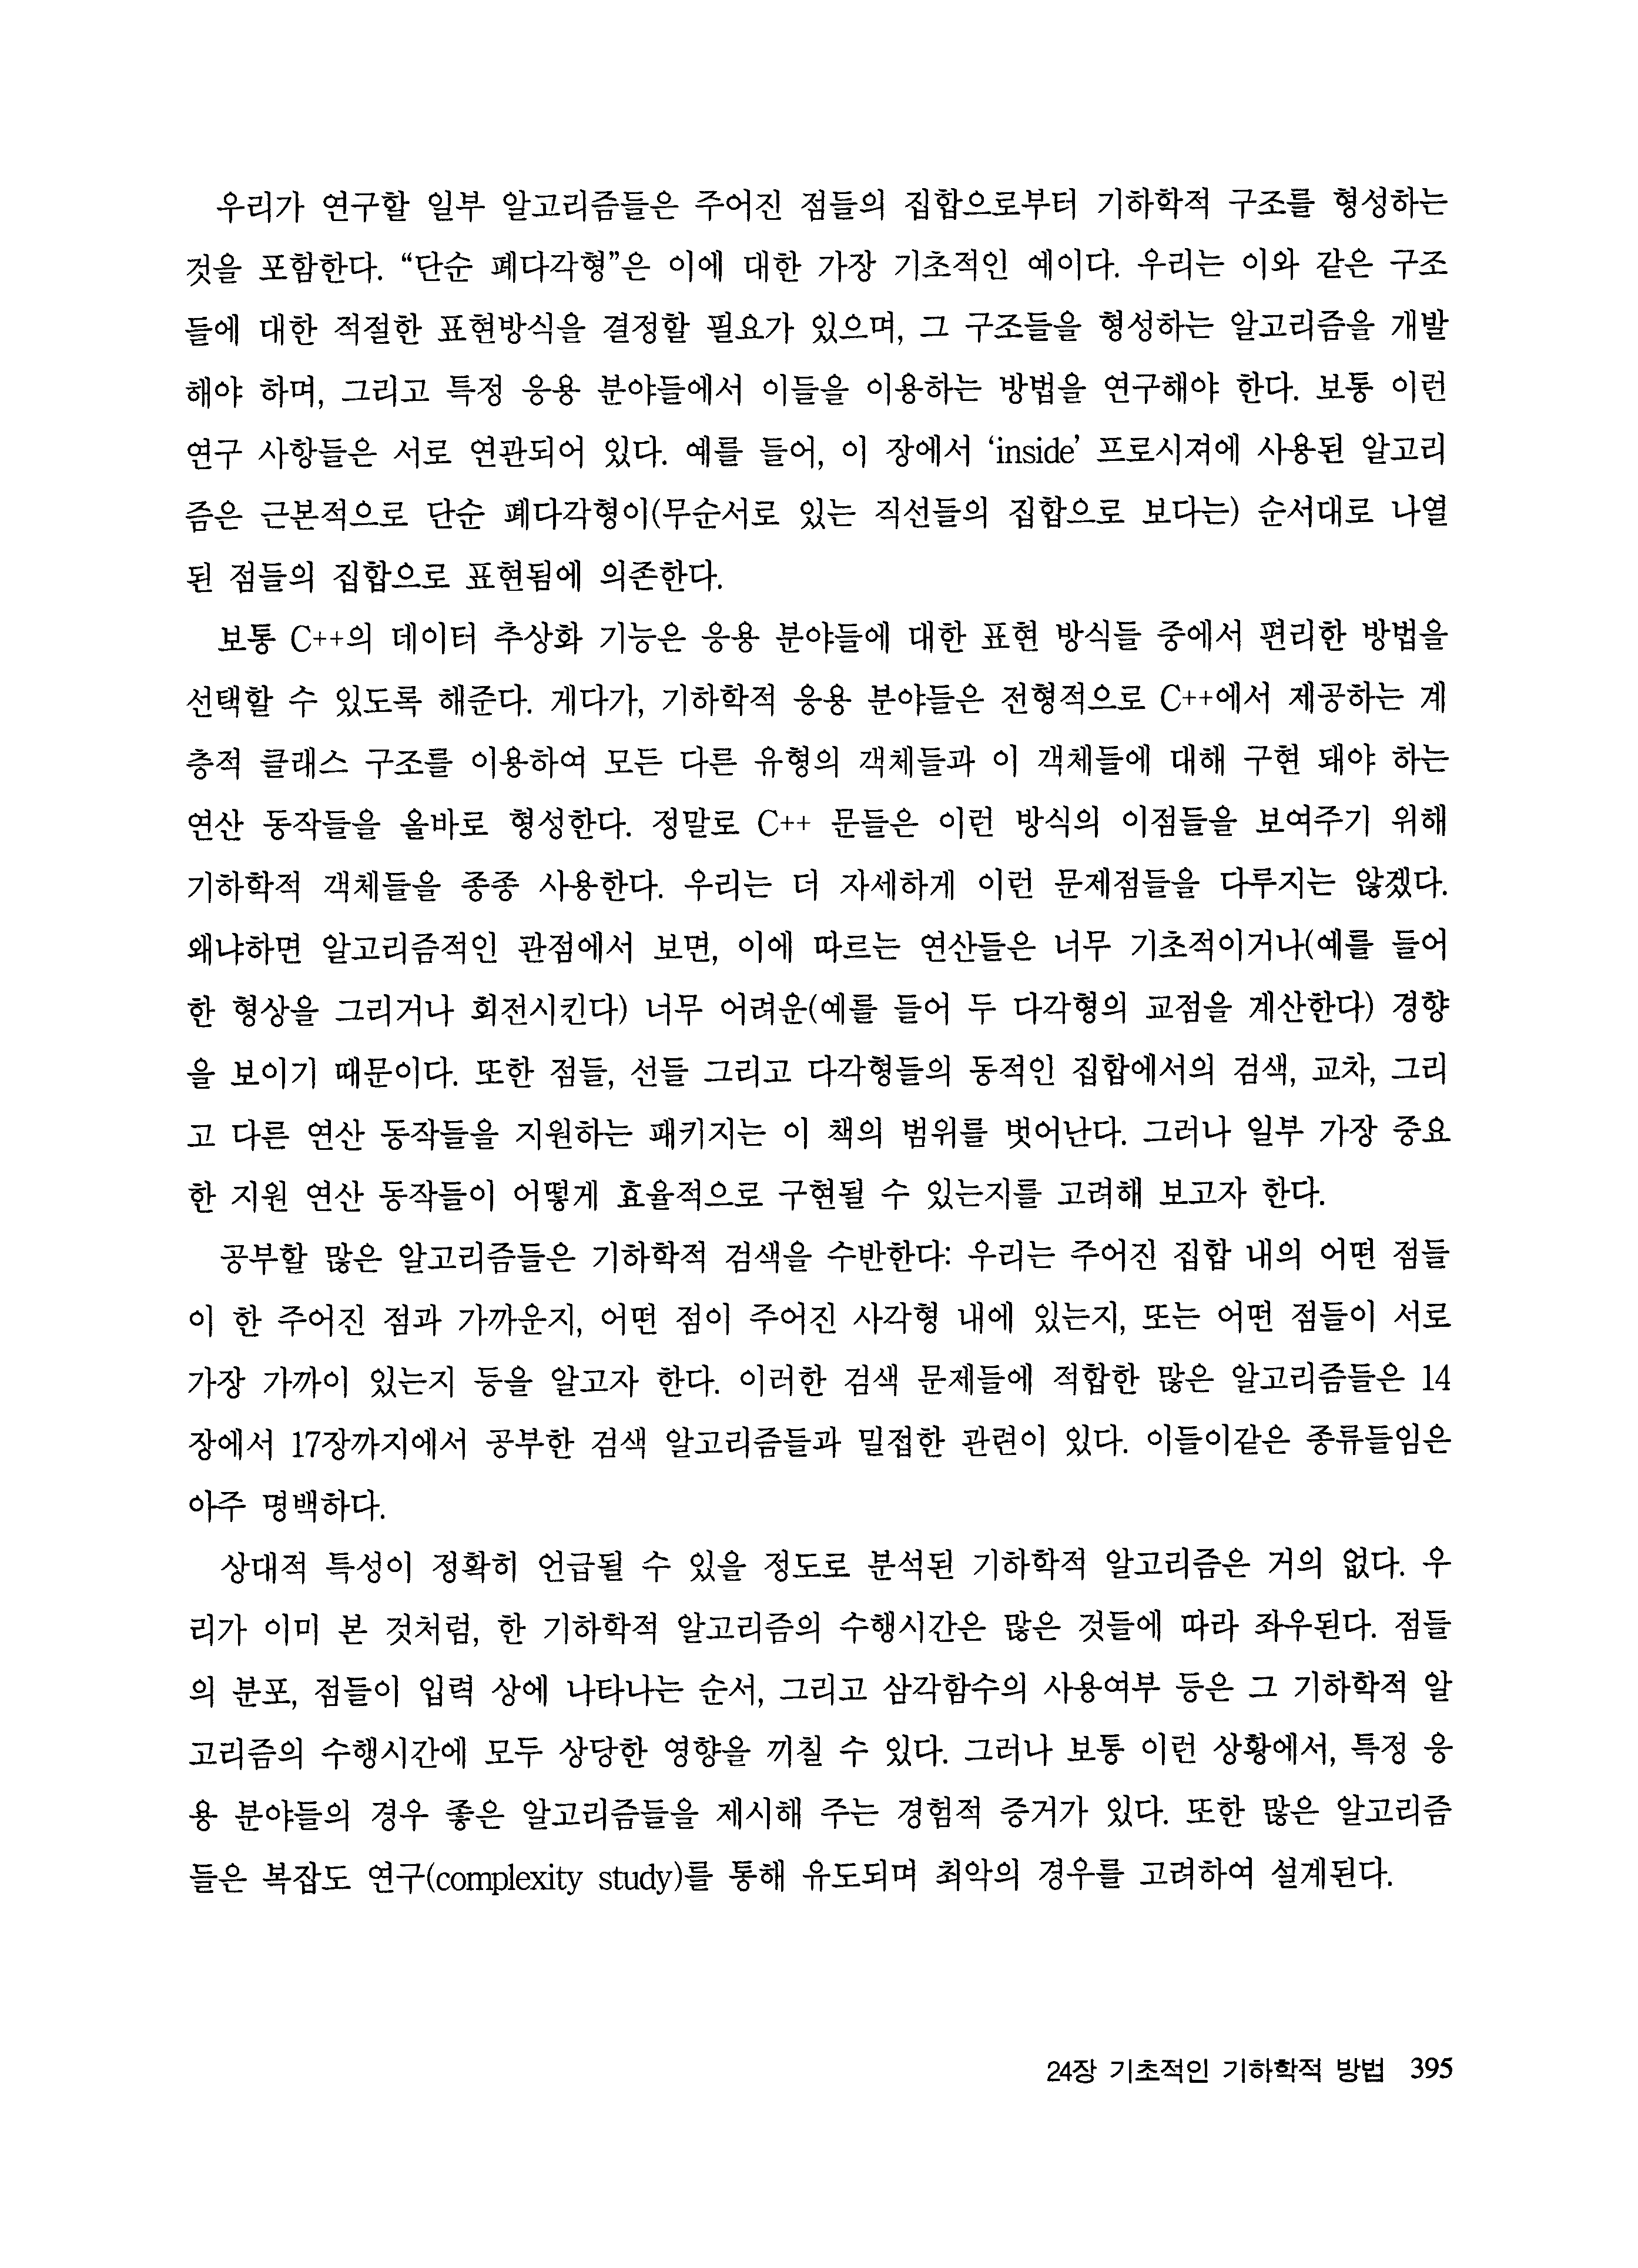 우리가 연구할 일부 알고리즘들은 주어진 점들의 집합으로부터 기하학적 구조를 형성하는
것을 포함한다. “단순 폐다각형”은 이에 대한 가장 기초적인 예이다. 우리는 이와 같은 구조
들에 대한 적절한 표현방식을 결정할 필요가 있으며, 그 구조들을 형성하는 알고리즘을 개발
해야 하며, 그리고 특정 응용 분야들에서 이들을 이용하는 방법을 연구해야 한다. 보통 이런
연구 사항들은 서로 연관되어 있다. 예를 들어, 이 장에서 ‘inside’ 프로시져에 사용된 알고리
즘은 근본적으로 단순 폐다각형이(무순서로 있는 직선들의 집합으로 보다는) 순서대로 나열
된 점들의 집합으로 표현됨에 의존한다.
보통 C++의 데이터 추상화 기능은 응용 분야들에 대한 표현 방식들 중에서 편리한 방법을
선택할 수 있도록 해준다. 게다가, 기하학적 응용 분야들은 전형적으로 C++에서 제공하는 계
층적 클래스 구조를 이용하여 모든 다른 유형의 객체들과 이 객체들에 대해 구현 돼야 하는
연산 동작들을 올바로 형성한다. 정말로 C++ 문들은 이런 방식의 이점들을 보여주기 위해
기하학적 객체들을 종종 사용한다. 우리는 더 자세하게 이런 문제점들을 다루지는 않겠다.
왜냐하면 알고리즘적인 관점에서 보면, 이에 따르는 연산들은 너무 기초적이거나(예를 들어
한 형상을 그리거나 회전시킨다) 너무 어려운(예를 들어 두 다각형의 교점을 계산한다) 경향
을 보이기 때문이다. 또한 점들, 선들 그리고 다각형들의 동적인 집합에서의 검색, 교차, 그리
고 다른 연산 동작들을 지원하는 패키지는 이 책의 범위를 벗어난다. 그러나 일부 가장 중요
한 지원 연산 동작들이 어떻게 효율적으로 구현될 수 있는지를 고려해 보고자 한다.
공부할 많은 알고리즘들은 기하학적 검색을 수반한다: 우리는 주어진 집합 내의 어떤 점들
이 한 주어진 점과 가까운지, 어떤 점이 주어진 사각형 내에 있는지, 또는 어떤 점들이 서로
가장 가까이 있는지 등을 알고자 한다. 이러한 검색 문제들에 적합한 많은 알고리즘들은 14
장에서 17장까지에서 공부한 검색 알고리즘들과 밀접한 관련이 있다. 이들이같은 종류들임은
아주 명백하다.
상대적 특성이 정확히 언급될 수 있을 정도로 분석된 기하학적 알고리즘은 거의 없다. 우
리가 이미 본 것처럼, 한 기하학적 알고리즘의 수행시간은 많은 것들에 따라 좌우된다. 점들
의 분포, 점들이 입력 상에 나타나는 순서, 그리고 삼각함수의 사용여부 등은 그 기하학적 알
고리즘의 수행시간에 모두 상당한 영향을 끼칠 수 있다. 그러나 보통 이런 상황에서, 특정 응
용 분야들의 경우 좋은 알고리즘들을 제시해 주는 경험적 증거가 있다. 또한 많은 알고리즘
들은 복잡도 연구(complexity study)를 통해 유도되며 최악의 경우를 고려하여 설계된다.
24장 기초적인 기하학적 방법 395